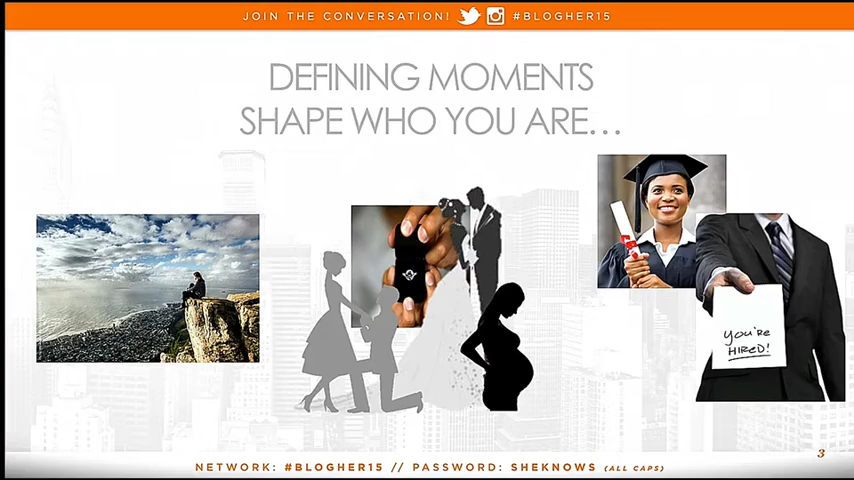 JOIN THE CONVERSATION! #BLOGHER15
DEFINING MOMENTS
SHAPE WHO YOU ARE...
YOU'RE
HIRED!
3
NETWORK: #BLOGHER15 // PASSWORD: SHEKNOWS (ALL CAPS)